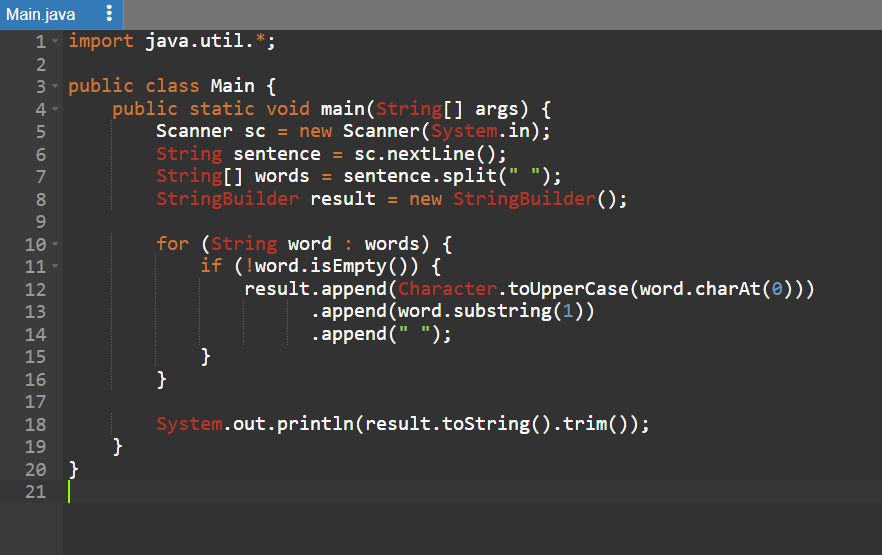 Main.java
1 import java.util.*;
2
3 public class Main {
4     public static void main(String[] args) {
5         Scanner sc = new Scanner(System.in);
6         String sentence = sc.nextLine();
7         String[] words = sentence.split(" ");
8         StringBuilder result = new StringBuilder();
9
10         for (String word : words) {
11             if (!word.isEmpty()) {
12                 result.append(Character.toUpperCase(word.charAt(0)))
13                       .append(word.substring(1))
14                       .append(" ");
15             }
16         }
17
18         System.out.println(result.toString().trim());
19     }
20 }
21